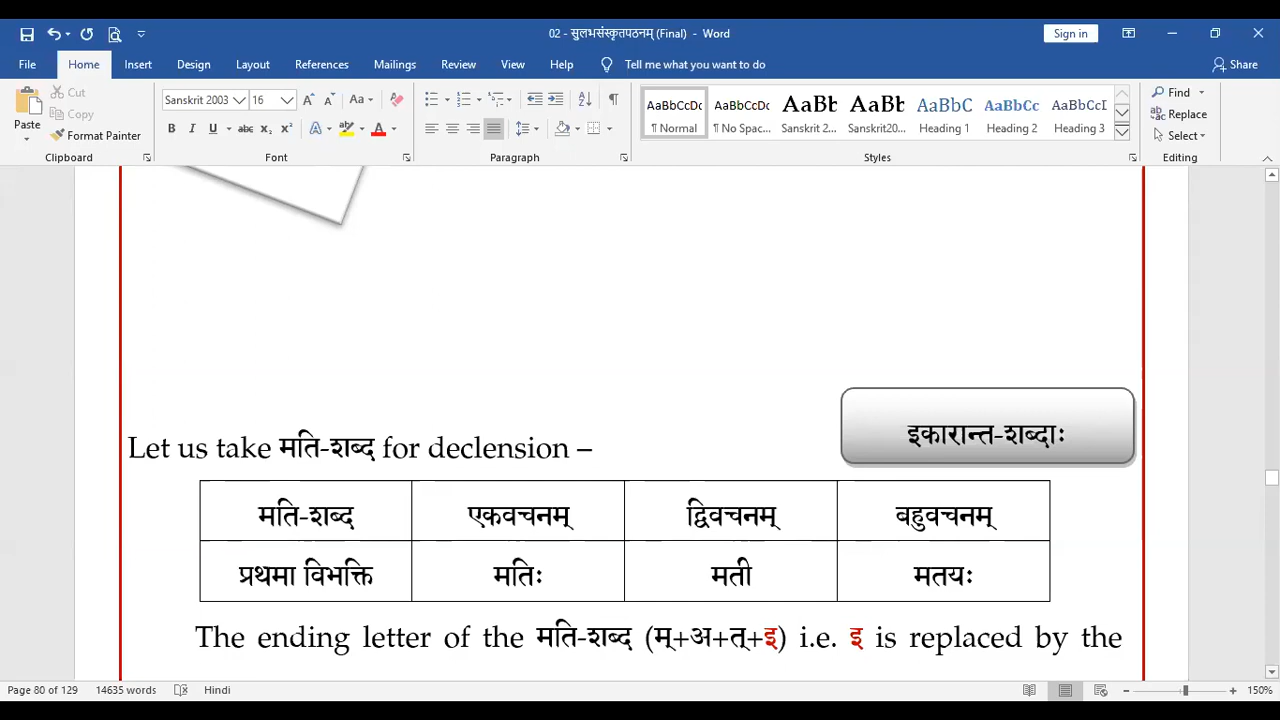 02 - सुलभसंस्कृतपठनम् (Final) - Word
Sign in
File Home Insert Design Layout References Mailings Review View Help Tell me what you want to do Share
Paste Cut Copy Format Painter
Clipboard
Sanskrit 2003 16 Aa
B I U abc x₂ x² A A
Font
Paragraph
AaBbCcDc AaBbCcDc AaBb AaBb AaBbC AaBbCc AaBbCcD
¶ Normal ¶ No Spac... Sanskrit 2... Sanskrit20... Heading 1 Heading 2 Heading 3
Styles
Find
Replace
Select
Editing
इकारान्त-शब्दाः
Let us take मति-शब्द for declension –
मति-शब्द एकवचनम् द्विवचनम् बहुवचनम्
प्रथमा विभक्ति मतिः मती मतयः
The ending letter of the मति-शब्द (म्+अ+त्+इ) i.e. इ is replaced by the
Page 80 of 129 14635 words Hindi 150%